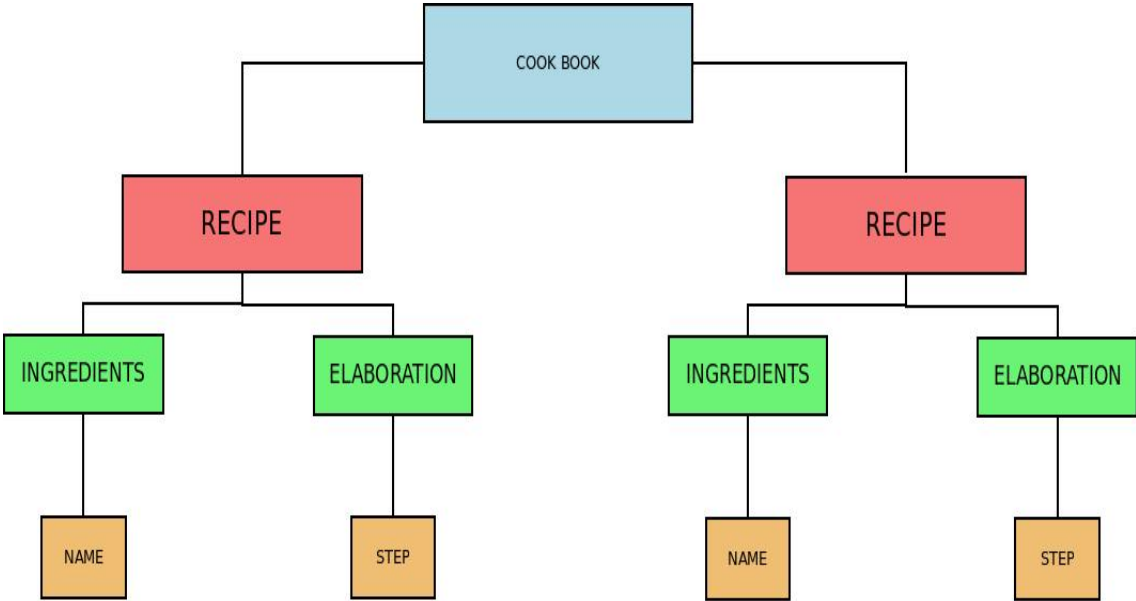 COOK BOOK
RECIPE
RECIPE
INGREDIENTS
ELABORATION
INGREDIENTS
ELABORATION
NAME
STEP
NAME
STEP